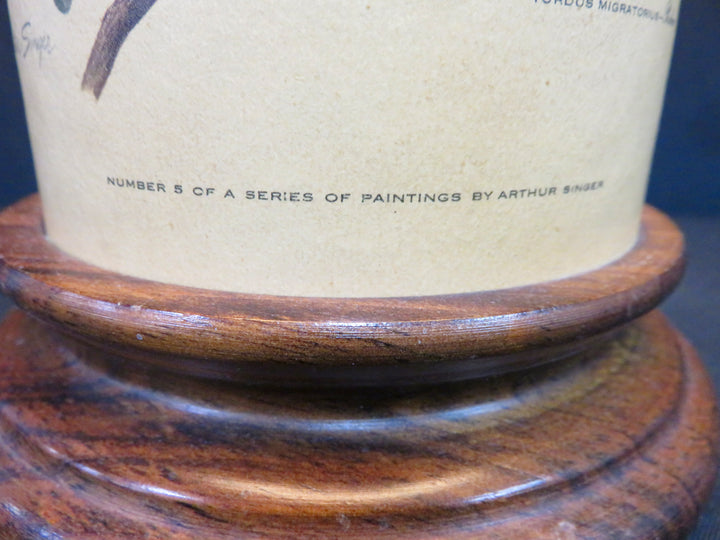 TURDUS MIGRATORIUS—
Singer
NUMBER 5 OF A SERIES OF PAINTINGS BY ARTHUR SINGER